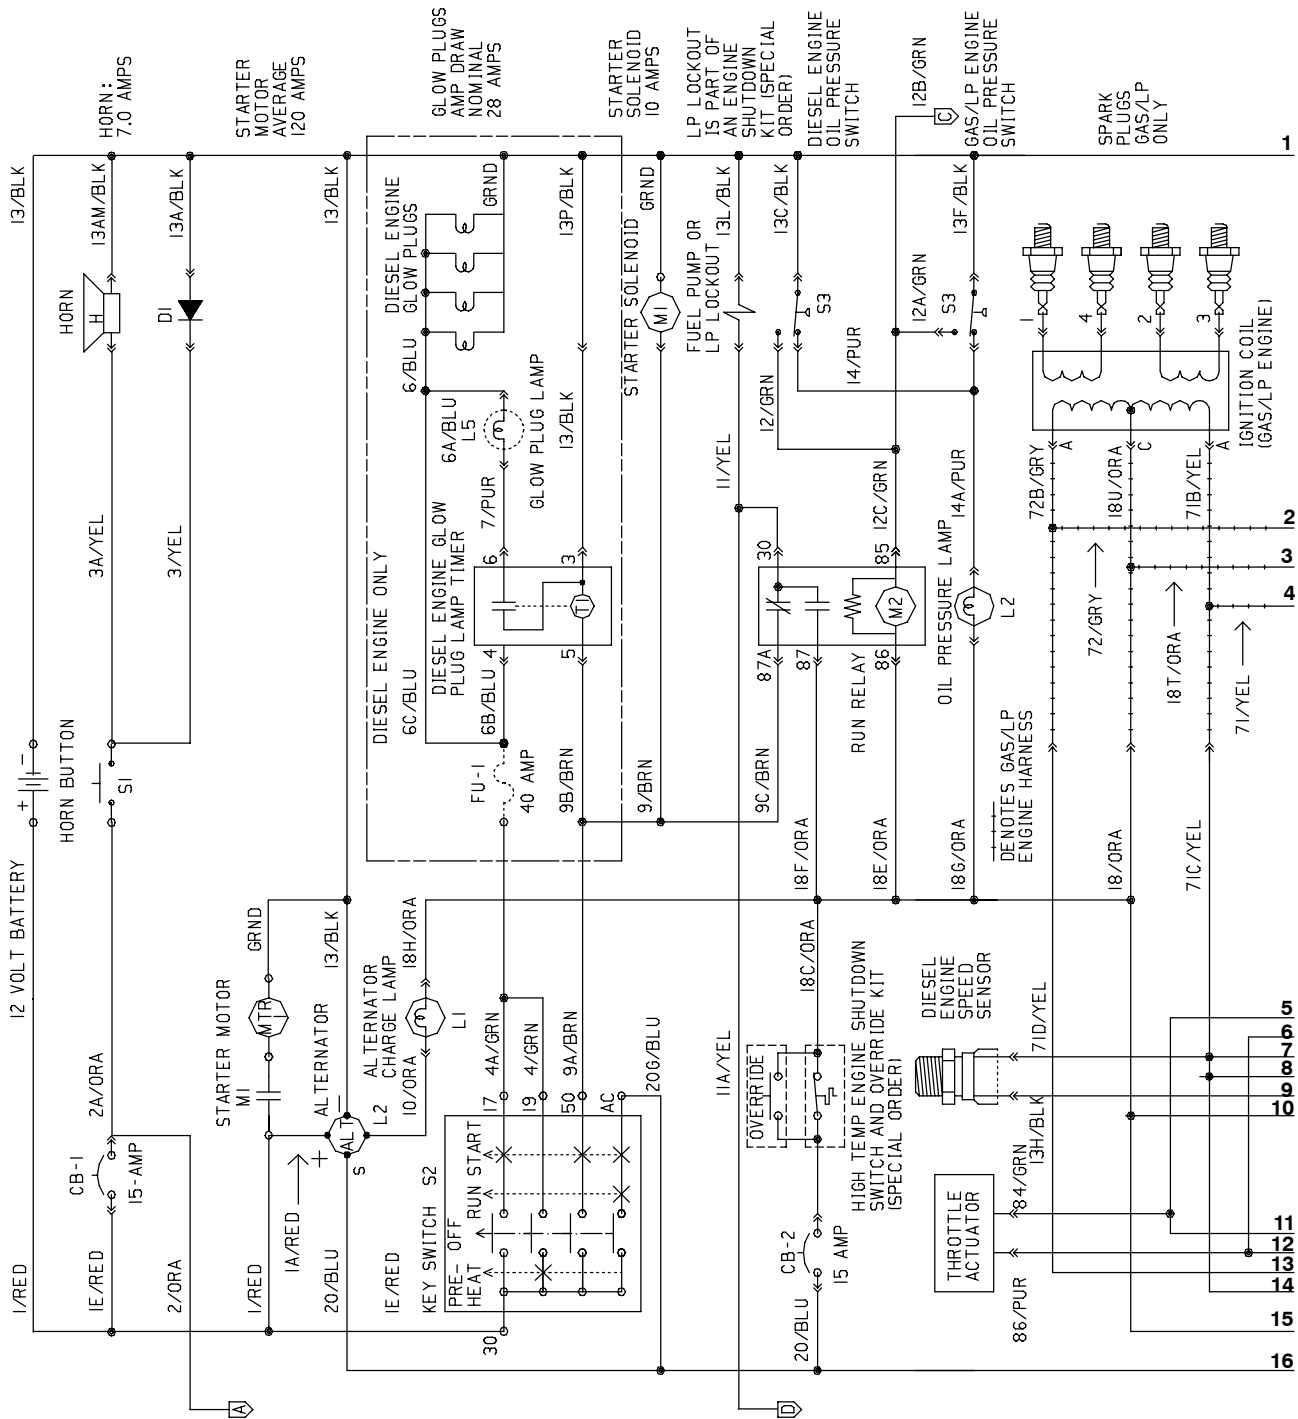 12 VOLT BATTERY
1/RED
+
-
13/BLK
HORN BUTTON
S1
1E/RED
CB-1
15-AMP
2A/ORA
3A/YEL
HORN
H
13AM/BLK
HORN:
7.0 AMPS
2/ORA
3/YEL
D1
13A/BLK
A
STARTER MOTOR
M1
MTR
GRND
1/RED
STARTER
MOTOR
AVERAGE
120 AMPS
1A/RED
+
ALTERNATOR
ALT
-
S
L2
13/BLK
13/BLK
20/BLU
ALTERNATOR
CHARGE LAMP
10/ORA
L1
18H/ORA
DIESEL ENGINE ONLY
6C/BLU
6/BLU
DIESEL ENGINE
GLOW PLUGS
GRND
GLOW PLUGS
AMP DRAW
NOMINAL
28 AMPS
DIESEL ENGINE GLOW
PLUG LAMP TIMER
6A/BLU
L5
GLOW PLUG LAMP
7/PUR
6B/BLU
4
6
5
3
T1
FU-1
40 AMP
1E/RED
KEY SWITCH S2
PRE-
HEAT
OFF
RUN
START
30
17
19
50
AC
4A/GRN
4/GRN
9A/BRN
20G/BLU
9B/BRN
13/BLK
13P/BLK
9/BRN
STARTER SOLENOID
M1
GRND
STARTER
SOLENOID
10 AMPS
11A/YEL
11/YEL
FUEL PUMP OR
LP LOCKOUT
13L/BLK
LP LOCKOUT
IS PART OF
AN ENGINE
SHUTDOWN
KIT (SPECIAL
ORDER)
D
9C/BRN
87A
30
87
86
85
M2
RUN RELAY
12/GRN
S3
13C/BLK
DIESEL ENGINE
OIL PRESSURE
SWITCH
14/PUR
20/BLU
CB-2
15 AMP
OVERRIDE
HIGH TEMP ENGINE SHUTDOWN
SWITCH AND OVERRIDE KIT
(SPECIAL ORDER)
18C/ORA
18F/ORA
18E/ORA
12C/GRN
12A/GRN
12B/GRN
C
18G/ORA
OIL PRESSURE LAMP
L2
14A/PUR
S3
13F/BLK
GAS/LP ENGINE
OIL PRESSURE
SWITCH
DENOTES GAS/LP
ENGINE HARNESS
THROTTLE
ACTUATOR
84/GRN
86/PUR
DIESEL
ENGINE
SPEED
SENSOR
71D/YEL
13H/BLK
72B/GRY
A
72/GRY
18/ORA
18U/ORA
C
18T/ORA
71C/YEL
71B/YEL
A
71/YEL
IGNITION COIL
(GAS/LP ENGINE)
1
4
2
3
SPARK
PLUGS
GAS/LP
ONLY
1
2
3
4
5
6
7
8
9
10
11
12
13
14
15
16